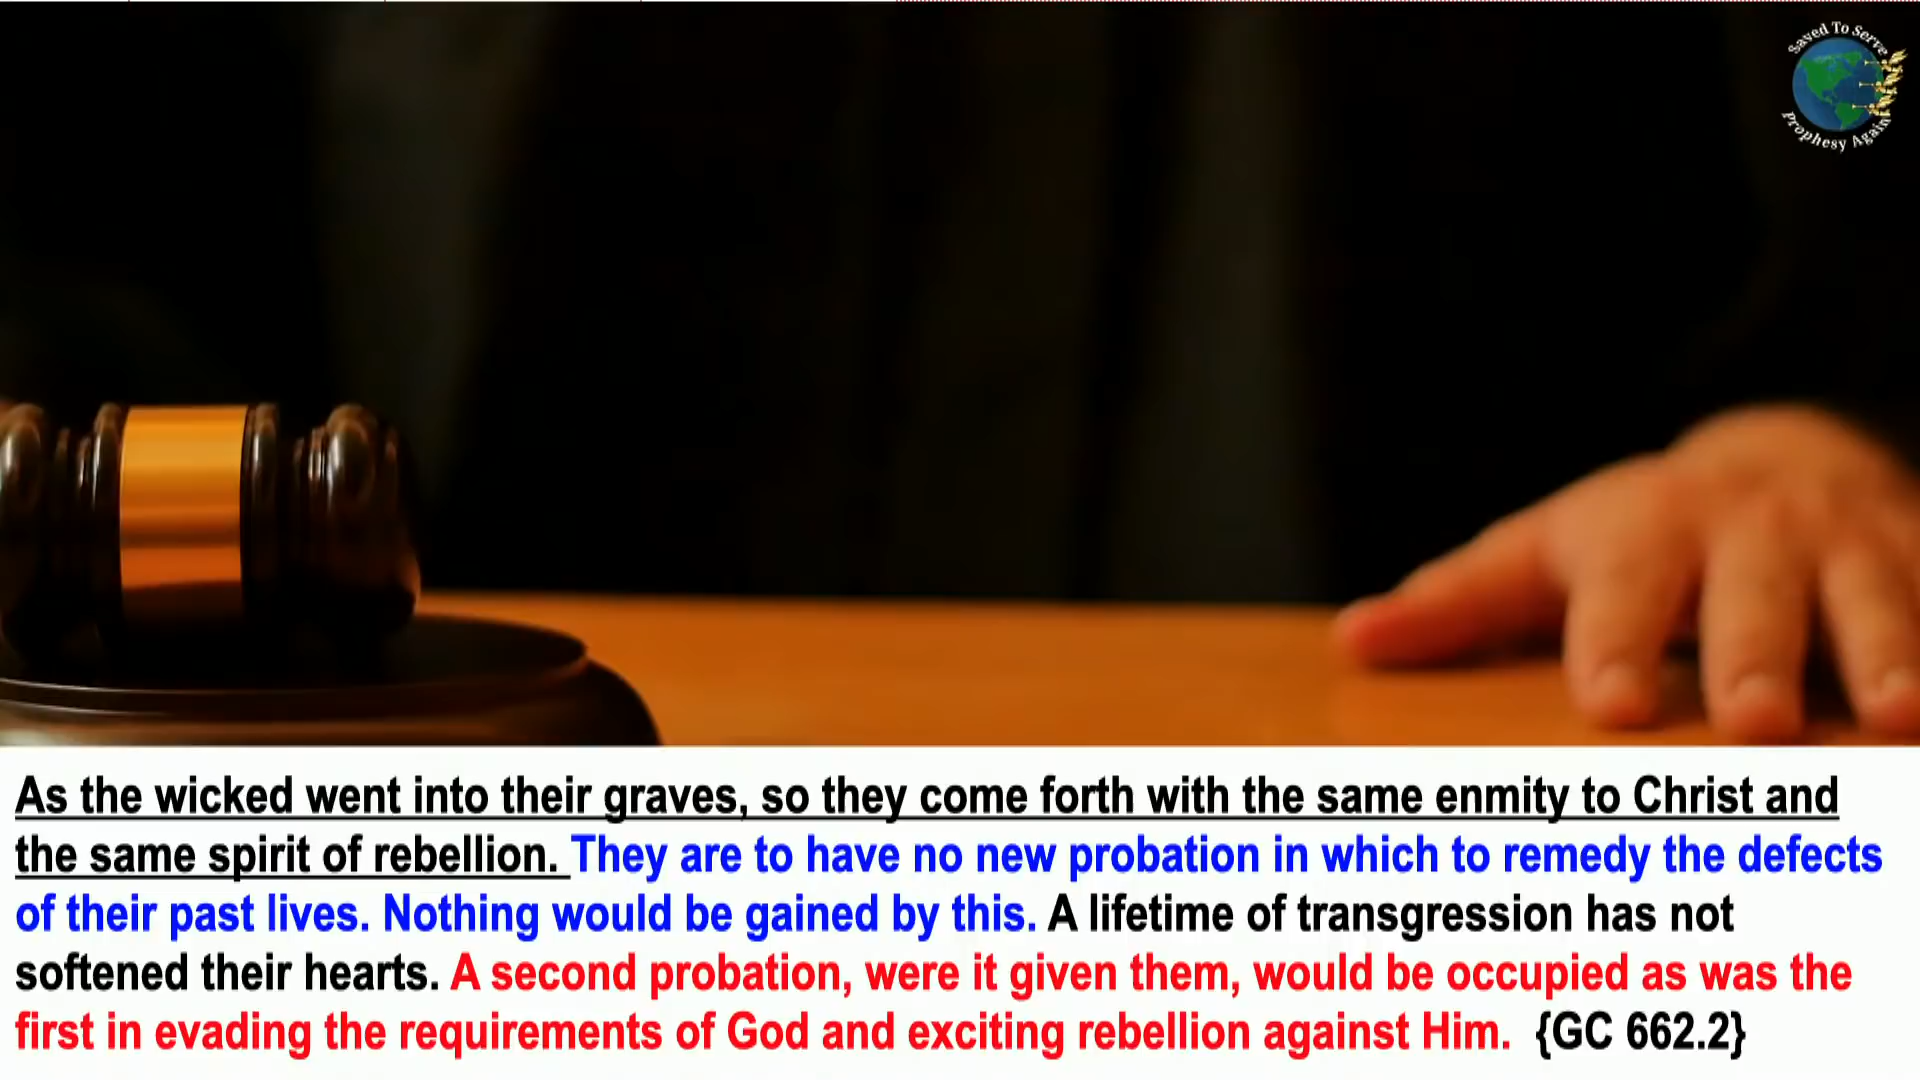 Saved To Serve
Prophesy Again
As the wicked went into their graves, so they come forth with the same enmity to Christ and
the same spirit of rebellion. They are to have no new probation in which to remedy the defects
of their past lives. Nothing would be gained by this. A lifetime of transgression has not
softened their hearts. A second probation, were it given them, would be occupied as was the
first in evading the requirements of God and exciting rebellion against Him. {GC 662.2}